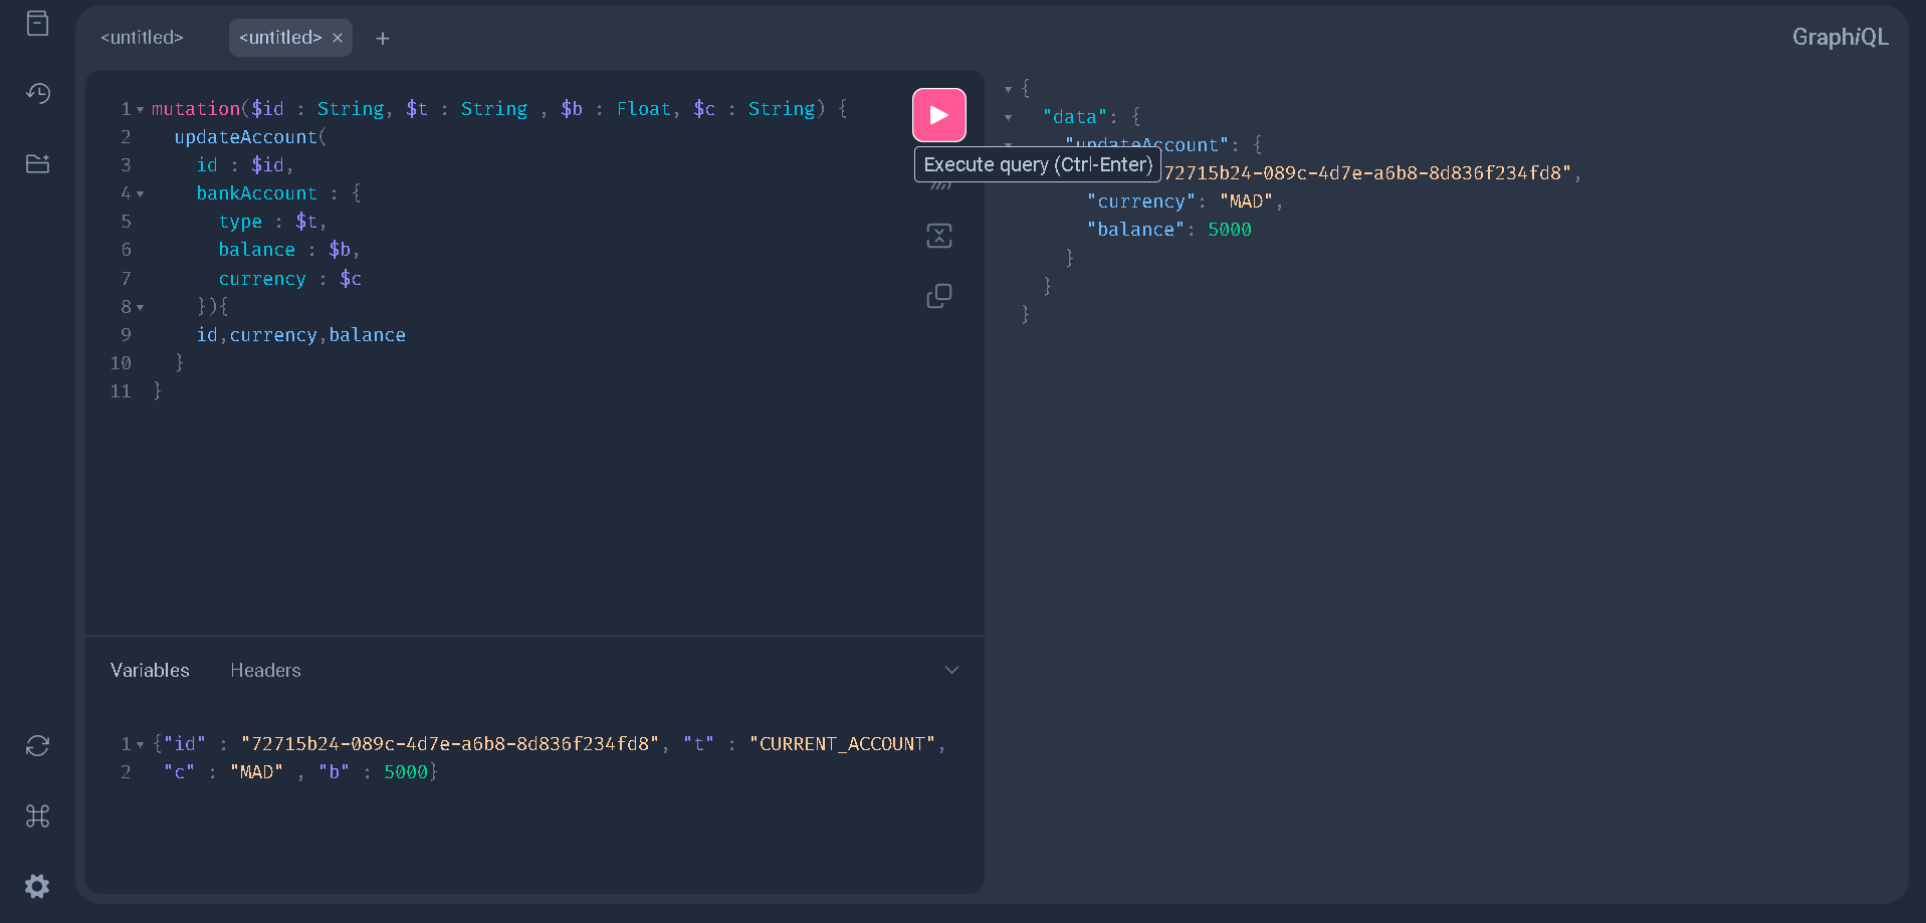 <untitled> <untitled> × +
GraphiQL
1 mutation($id : String, $t : String , $b : Float, $c : String) {
2 updateAccount(
3 id : $id,
4 bankAccount : {
5 type : $t,
6 balance : $b,
7 currency : $c
8 }){
9 id,currency,balance
10 }
11 }
Execute query (Ctrl-Enter)
{
"data": {
"updateAccount": {
72715b24-089c-4d7e-a6b8-8d836f234fd8",
"currency": "MAD",
"balance": 5000
}
}
}
Variables Headers
1 {"id" : "72715b24-089c-4d7e-a6b8-8d836f234fd8", "t" : "CURRENT_ACCOUNT",
2 "c" : "MAD" , "b" : 5000}